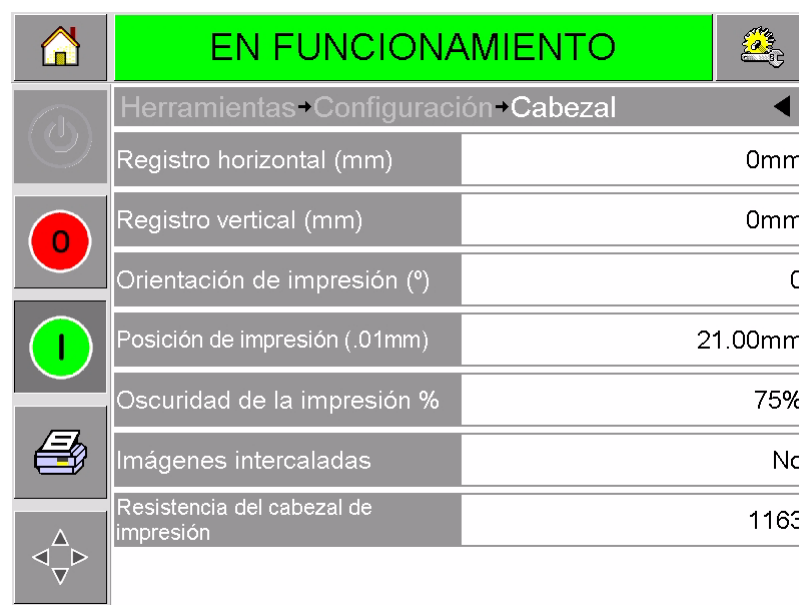 EN FUNCIONAMIENTO
Herramientas→Configuración→Cabezal
Registro horizontal (mm) 0mm
Registro vertical (mm) 0mm
Orientación de impresión (º) 0
Posición de impresión (.01mm) 21.00mm
Oscuridad de la impresión % 75%
Imágenes intercaladas No
Resistencia del cabezal de
impresión 1163
0
I